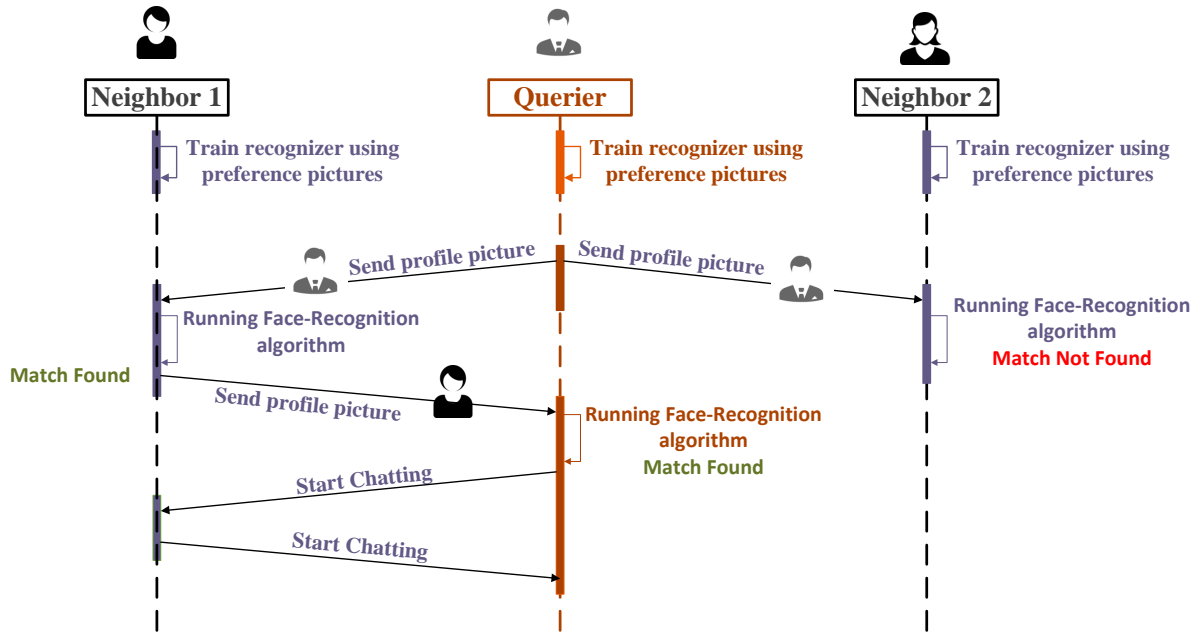 Neighbor 1
Querier
Neighbor 2
Train recognizer using
preference pictures
Train recognizer using
preference pictures
Train recognizer using
preference pictures
Send profile picture
Send profile picture
Running Face-Recognition
algorithm
Match Found
Running Face-Recognition
algorithm
Match Not Found
Send profile picture
Running Face-Recognition
algorithm
Match Found
Start Chatting
Start Chatting